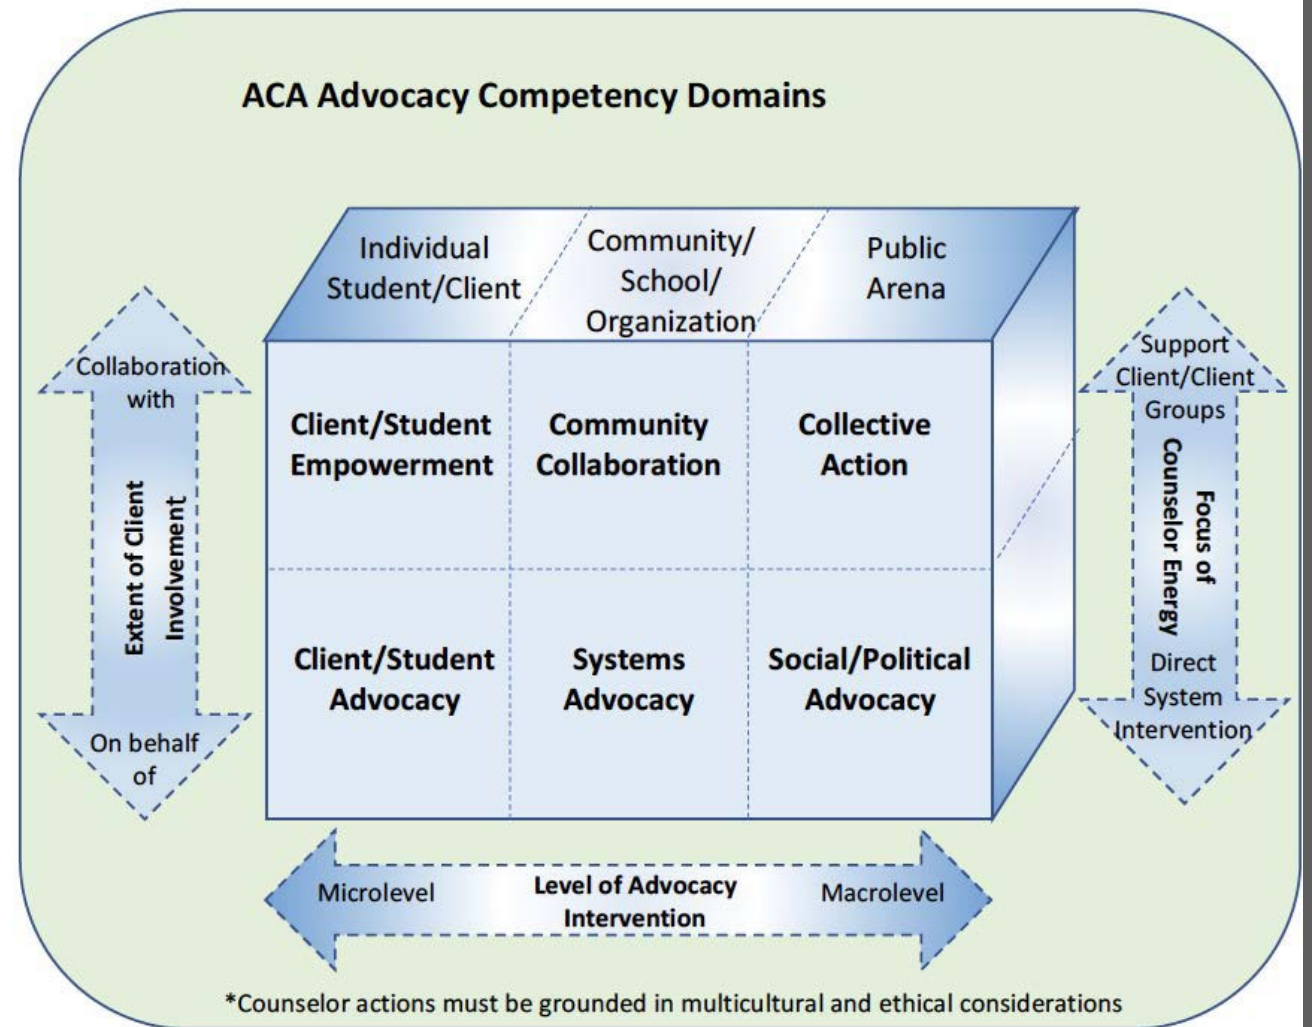 ACA Advocacy Competency Domains
Individual
Student/Client
Community/
School/
Organization
Public
Arena
Collaboration
with
Extent of Client
Involvement
On behalf
of
Client/Student
Empowerment
Community
Collaboration
Collective
Action
Client/Student
Advocacy
Systems
Advocacy
Social/Political
Advocacy
Support
Client/Client
Groups
Focus of
Counselor Energy
Direct
System
Intervention
Microlevel
Level of Advocacy
Intervention
Macrolevel
*Counselor actions must be grounded in multicultural and ethical considerations